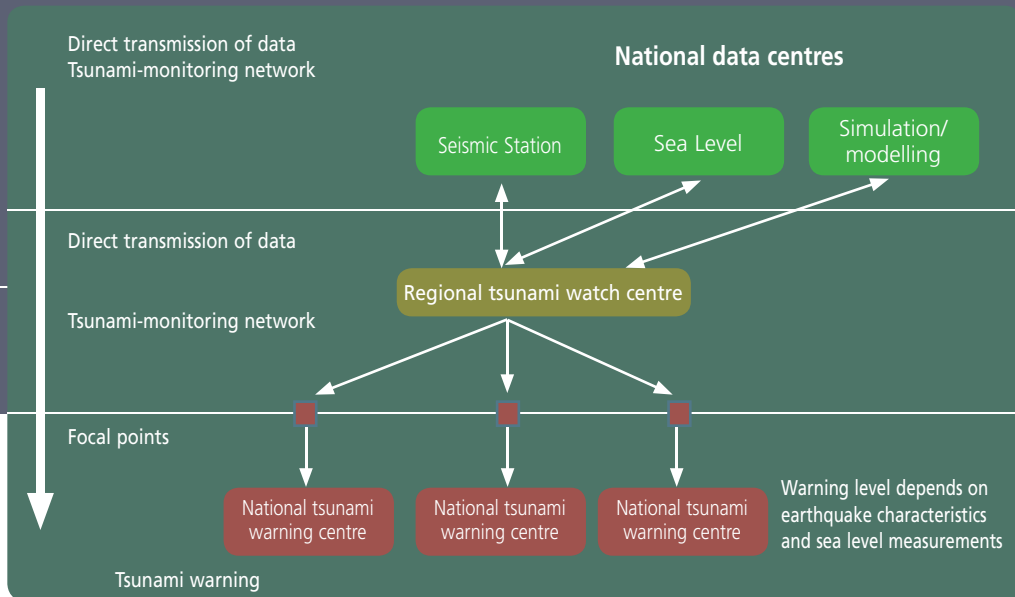 Direct transmission of data
Tsunami-monitoring network
National data centres
Seismic Station
Sea Level
Simulation/
modelling
Direct transmission of data
Regional tsunami watch centre
Tsunami-monitoring network
Focal points
National tsunami
warning centre
National tsunami
warning centre
National tsunami
warning centre
Warning level depends on
earthquake characteristics
and sea level measurements
Tsunami warning